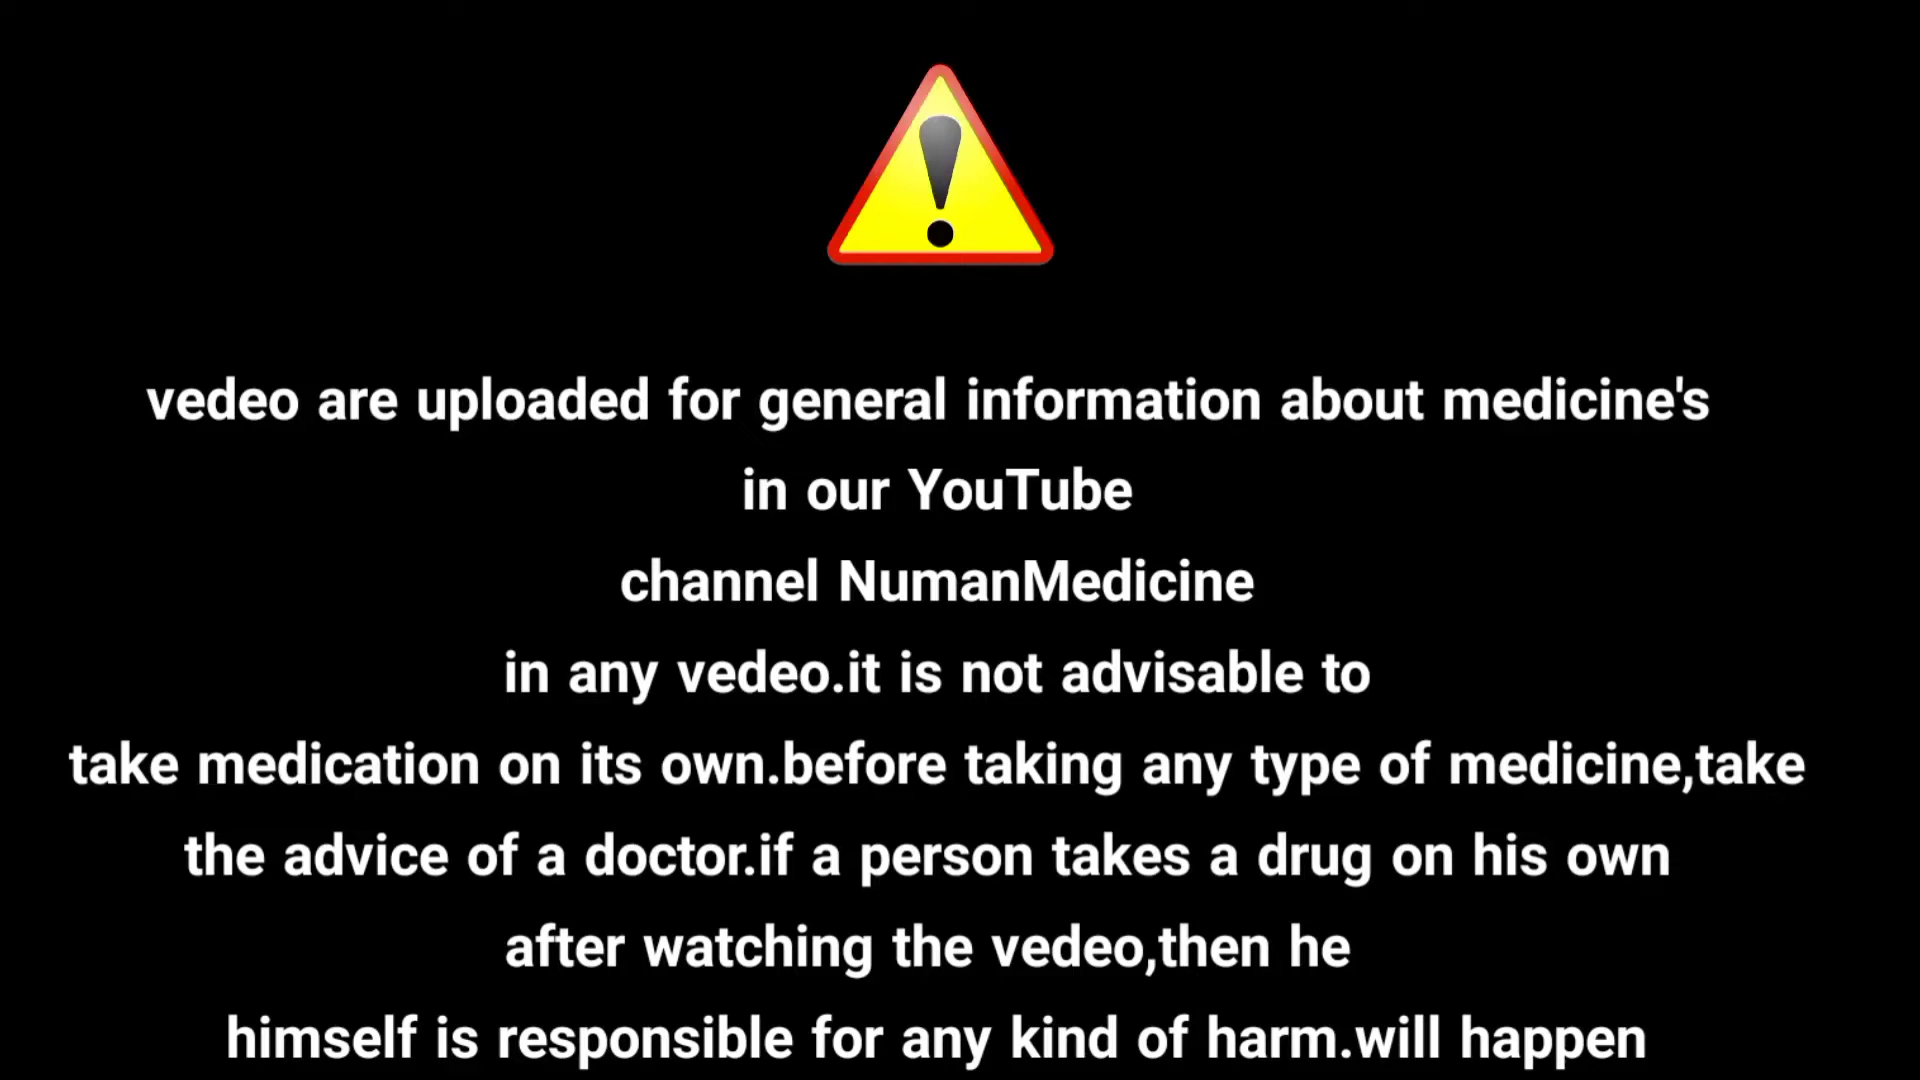 vedeo are uploaded for general information about medicine's
in our YouTube
channel NumanMedicine
in any vedeo.it is not advisable to
take medication on its own.before taking any type of medicine,take
the advice of a doctor.if a person takes a drug on his own
after watching the vedeo,then he
himself is responsible for any kind of harm.will happen